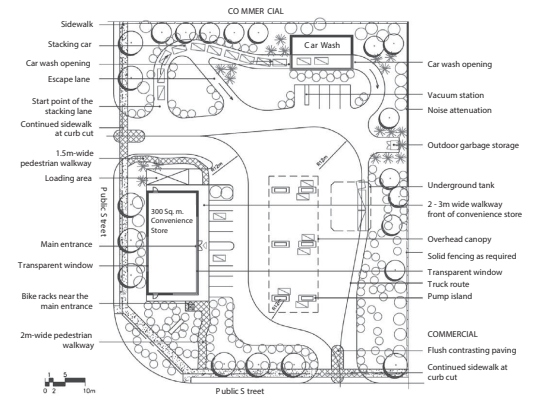 COMMERCIAL
Sidewalk
Stacking car
Car wash opening
Escape lane
Start point of the
stacking lane
Continued sidewalk
at curb cut
1.5m-wide
pedestrian walkway
Loading area
Public Street
Main entrance
Transparent window
Bike racks near the
main entrance
2m-wide pedestrian
walkway
Car Wash
R12m
R12m
300 Sq. m.
Convenience
Store
Car wash opening
Vacuum station
Noise attenuation
Outdoor garbage storage
Underground tank
2 - 3m wide walkway
front of convenience store
Overhead canopy
Solid fencing as required
Transparent window
Truck route
Pump island
COMMERCIAL
Flush contrasting paving
Continued sidewalk at
curb cut
1 5
0 2 10m
Public Street